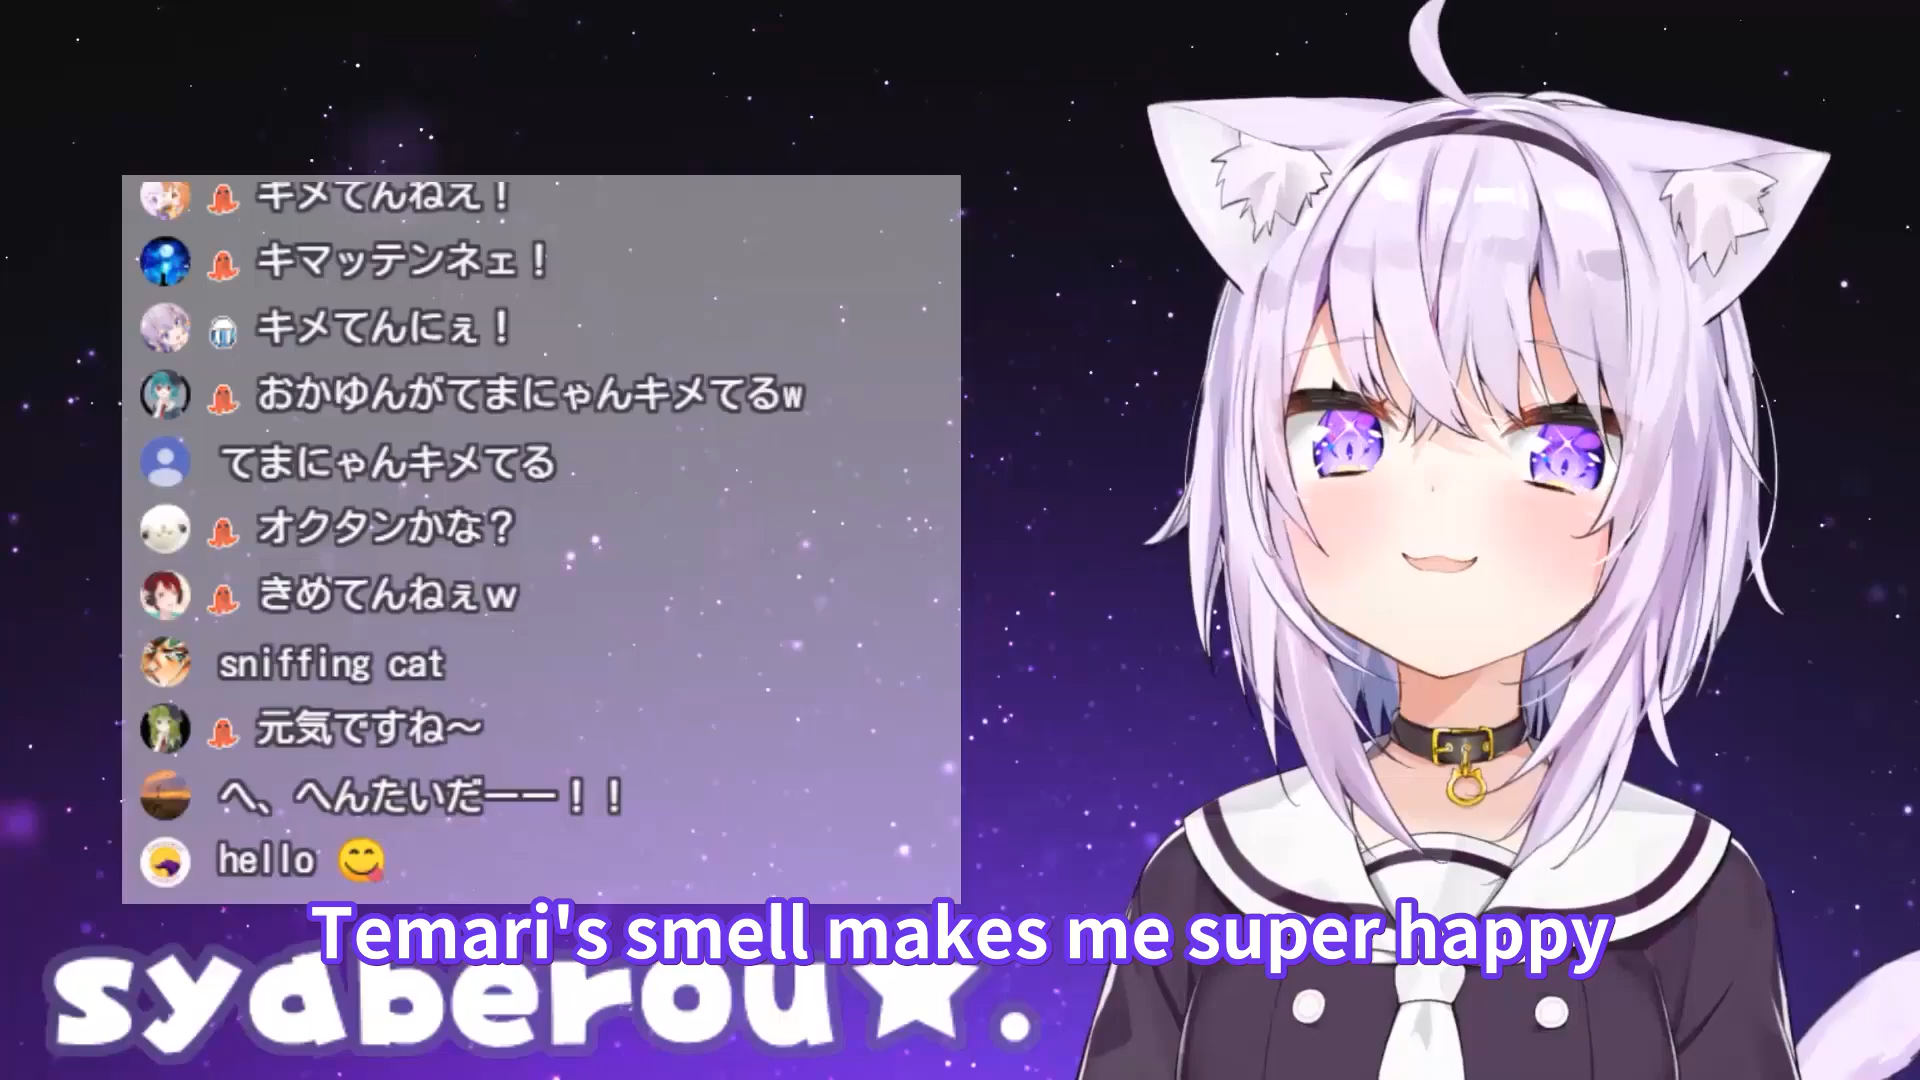 キメてんねぇ！
キマッテンネェ！
キメてんにぇ！
おかゆんがてまにゃんキメてるw
てまにゃんキメてる
オクタンかな？
きめてんねぇｗ
sniffing cat
元気ですね～
へ、へんたいだーー！！
hello 😋
Temari's smell makes me super happy
syaberou★.